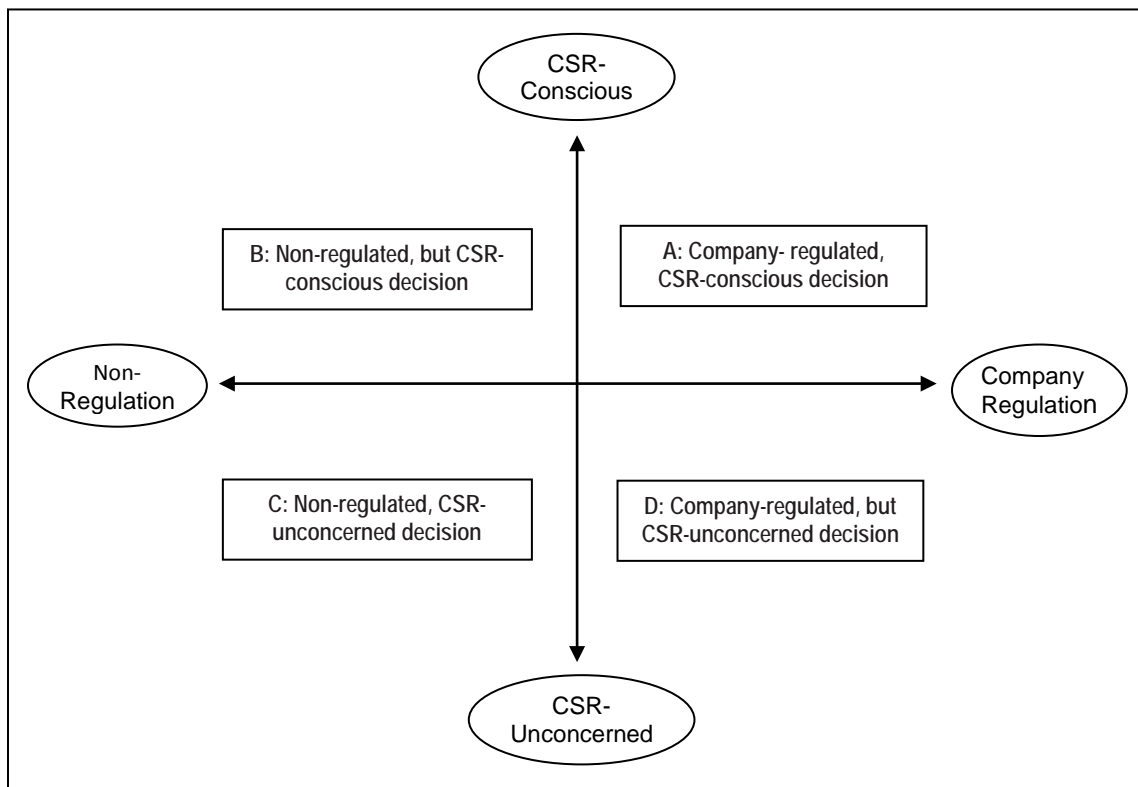 CSR-
Conscious
B: Non-regulated, but CSR-
conscious decision
A: Company- regulated,
CSR-conscious decision
Non-
Regulation
Company
Regulation
C: Non-regulated, CSR-
unconcerned decision
D: Company-regulated, but
CSR-unconcerned decision
CSR-
Unconcerned